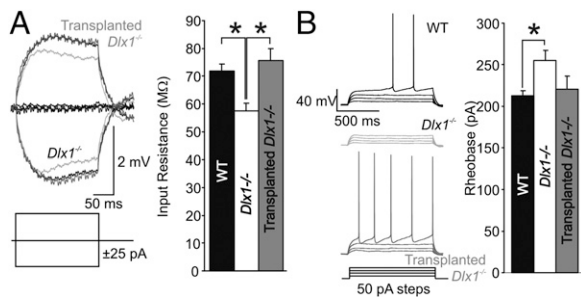 A
Transplanted
Dlx1-/-
Dlx1-/-
2 mV
50 ms
±25 pA
Input Resistance (MΩ)
90
80
70
60
50
40
30
20
10
0
* *
WT
Dlx1-/-
Transplanted Dlx1-/-
B
WT
40 mV
500 ms
Dlx1-/-
Transplanted
Dlx1-/-
50 pA steps
Rheobase (pA)
300
250
200
150
100
50
0
*
WT
Dlx1-/-
Transplanted Dlx1-/-